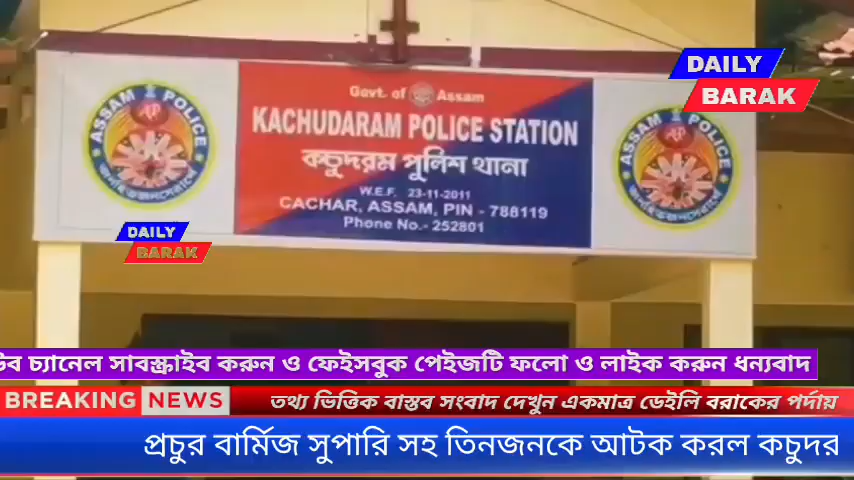 DAILY
BARAK
Govt. of Assam
KACHUDARAM POLICE STATION
কচুদরম পুলিশ থানা
W.E.F. 23-11-2011
CACHAR, ASSAM, PIN - 788119
Phone No.- 252801
ASSAM POLICE
ASSAM POLICE
DAILY
BARAK
চ্যানেল সাবস্ক্রাইব করুন ও ফেইসবুক পেইজটি ফলো ও লাইক করুন ধন্যবাদ
BREAKING NEWS তথ্য ভিত্তিক বাস্তব সংবাদ দেখুন একমাত্র ডেইলি বরাকের পর্দায়
প্রচুর বার্মিজ সুপারি সহ তিনজনকে আটক করল কচুদর